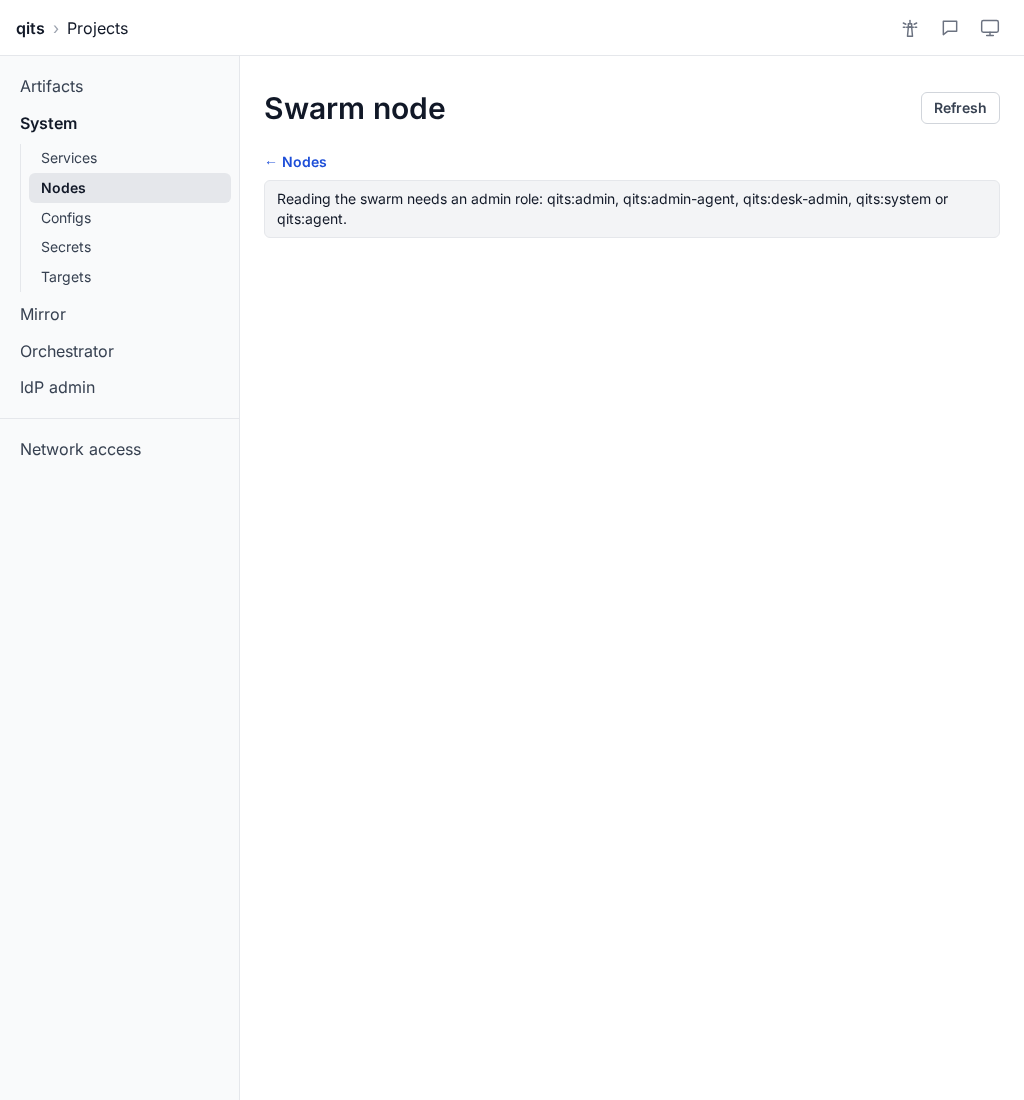 qits › Projects
Artifacts
System
Services
Nodes
Configs
Secrets
Targets
Mirror
Orchestrator
IdP admin
Network access
Swarm node
Refresh
← Nodes
Reading the swarm needs an admin role: qits:admin, qits:admin-agent, qits:desk-admin, qits:system or
qits:agent.